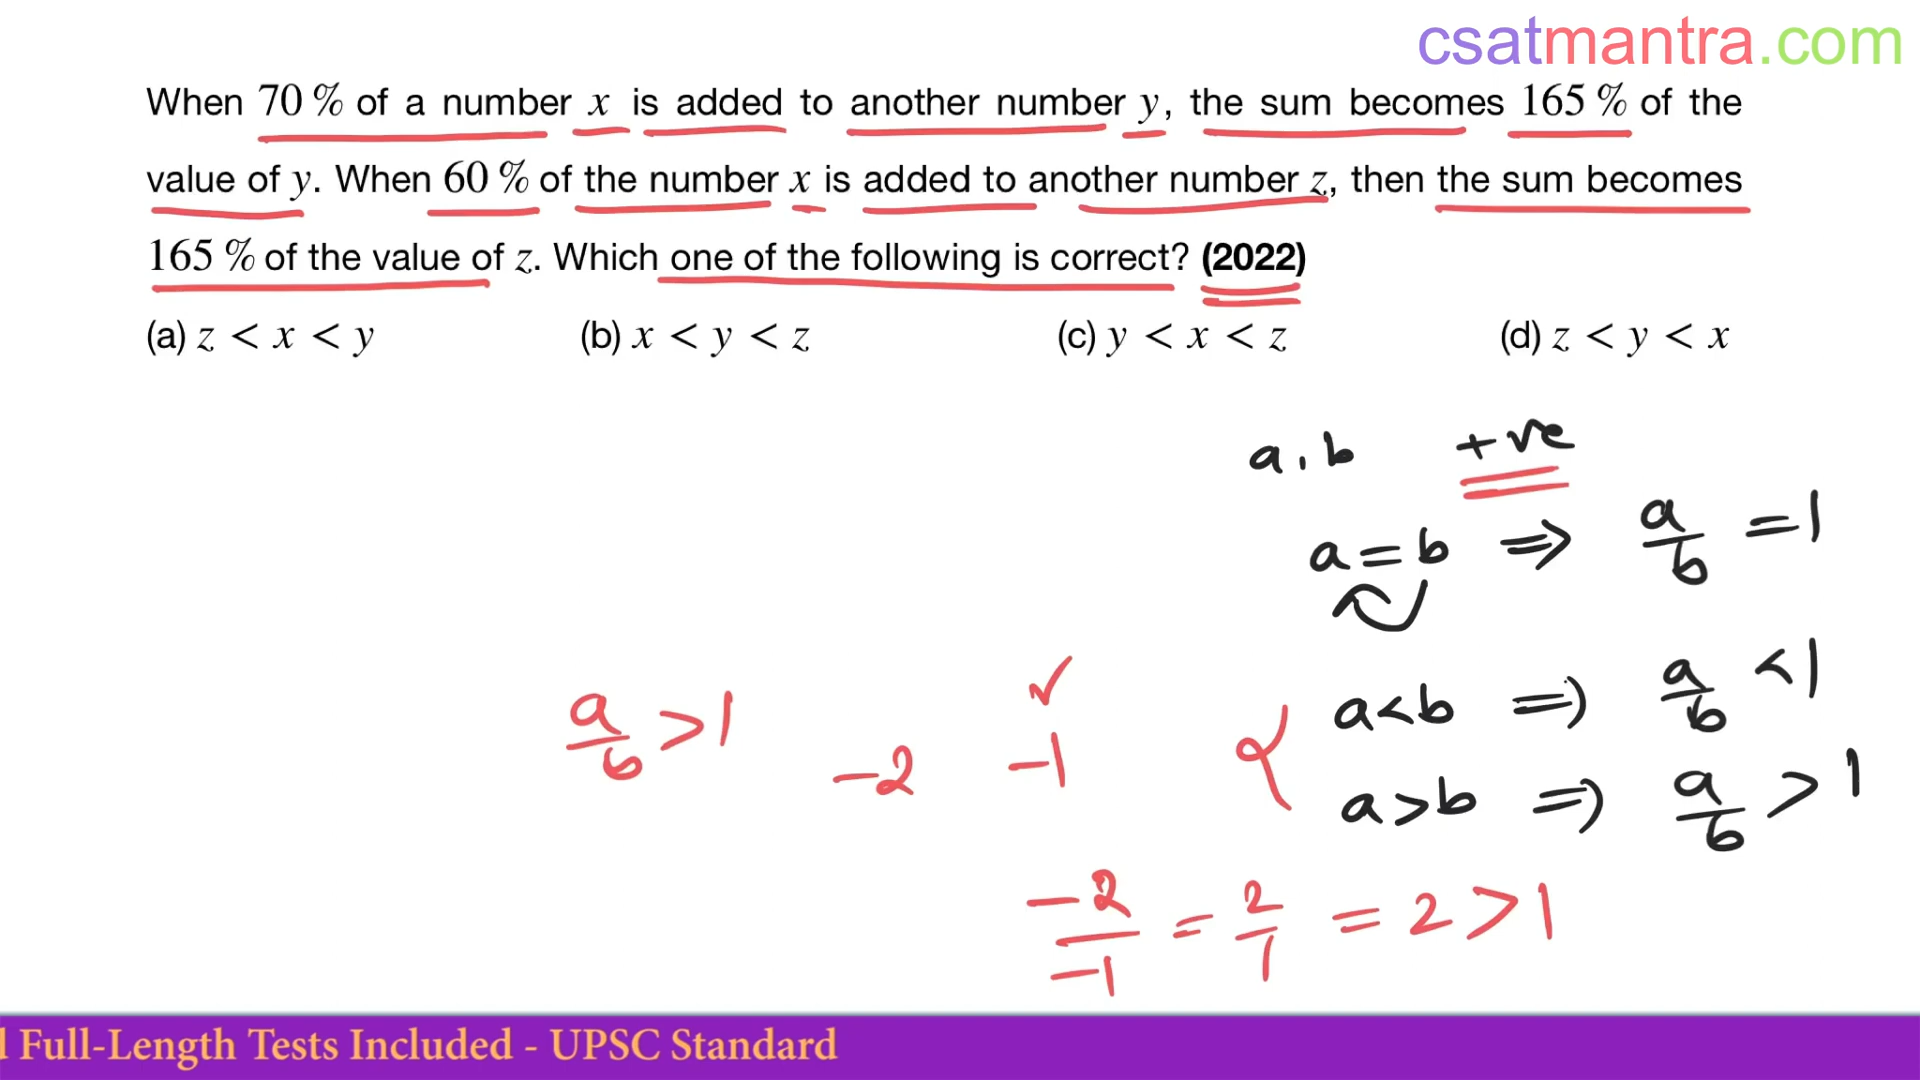 csatmantra.com
When 70 % of a number x is added to another number y, the sum becomes 165 % of the
value of y. When 60 % of the number x is added to another number z, then the sum becomes
165 % of the value of z. Which one of the following is correct? (2022)
(a) z < x < y (b) x < y < z (c) y < x < z (d) z < y < x
a, b +ve
a = b ⇒ a/b = 1
a < b ⇒ a/b < 1
a/b > 1 -2 -1 ✓
a > b ⇒ a/b > 1
-2/-1 = 2/1 = 2 > 1
Full-Length Tests Included - UPSC Standard